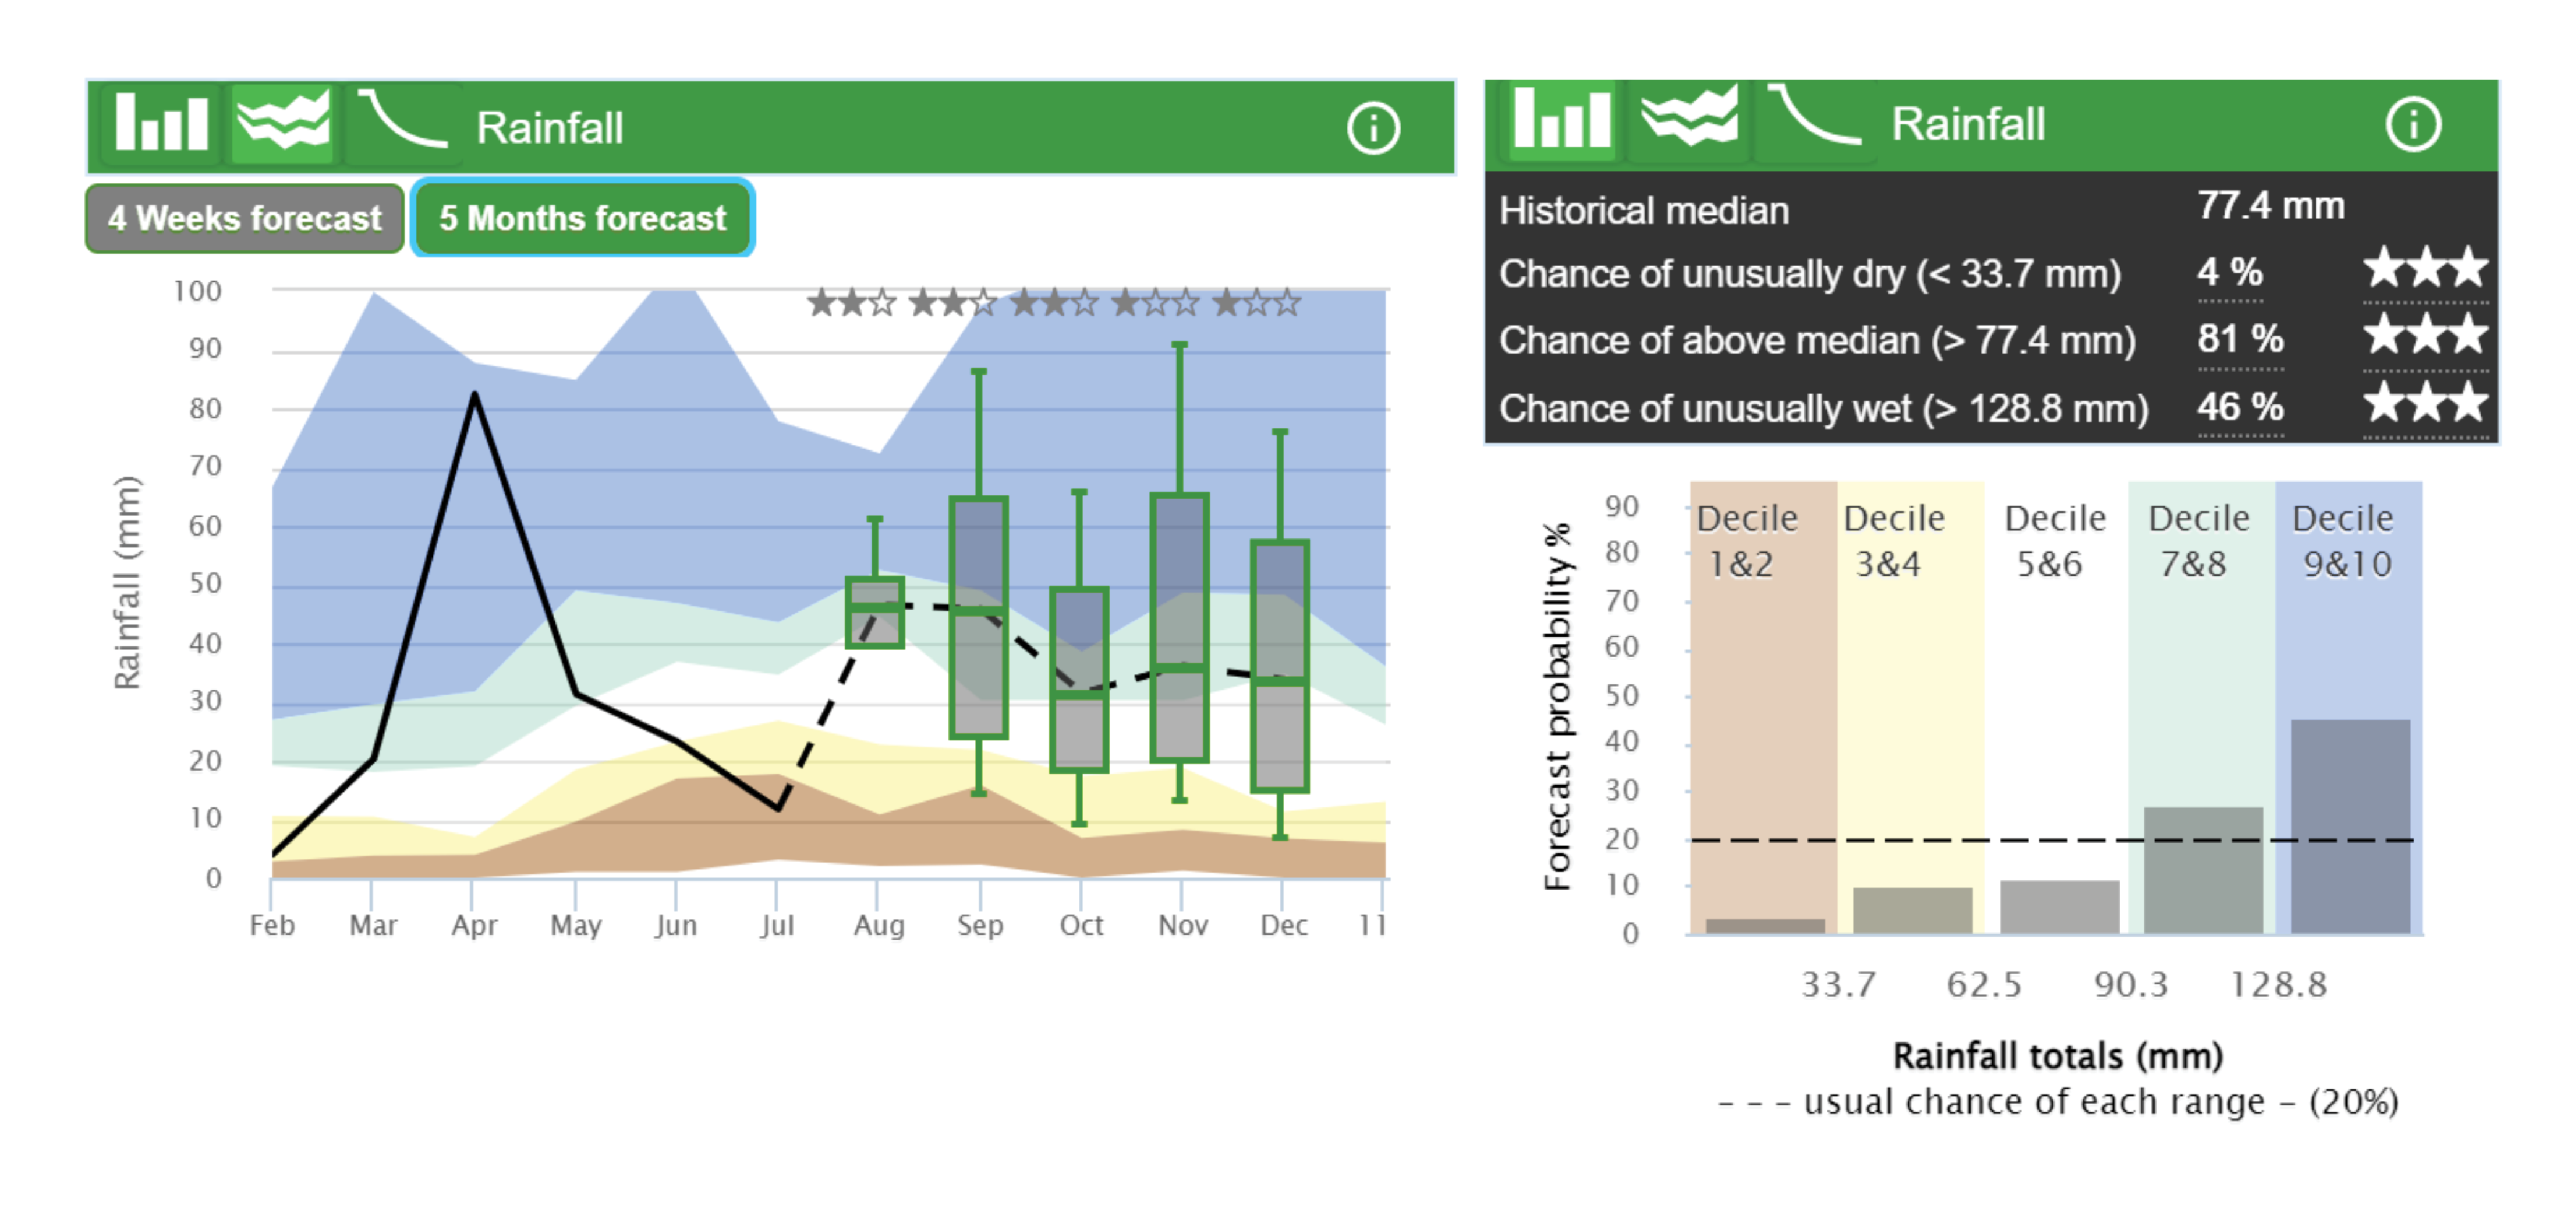 Rainfall
4 Weeks forecast 5 Months forecast
100
90
80
70
60
50
40
30
20
10
0
Rainfall (mm)
Feb Mar Apr May Jun Jul Aug Sep Oct Nov Dec 11
Rainfall
Historical median 77.4 mm
Chance of unusually dry (< 33.7 mm) 4 %
Chance of above median (> 77.4 mm) 81 %
Chance of unusually wet (> 128.8 mm) 46 %
Forecast probability %
90
80
70
60
50
40
30
20
10
0
Decile 1&2
Decile 3&4
Decile 5&6
Decile 7&8
Decile 9&10
33.7 62.5 90.3 128.8
Rainfall totals (mm)
- - - usual chance of each range - (20%)